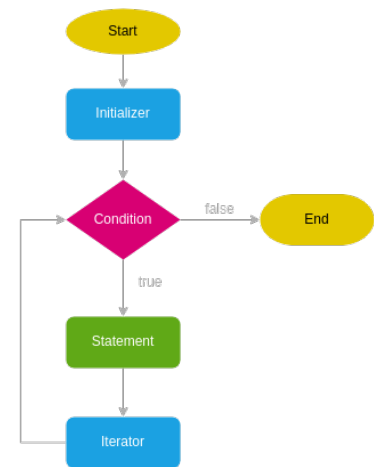 Start
Initializer
Condition
false
End
true
Statement
Iterator